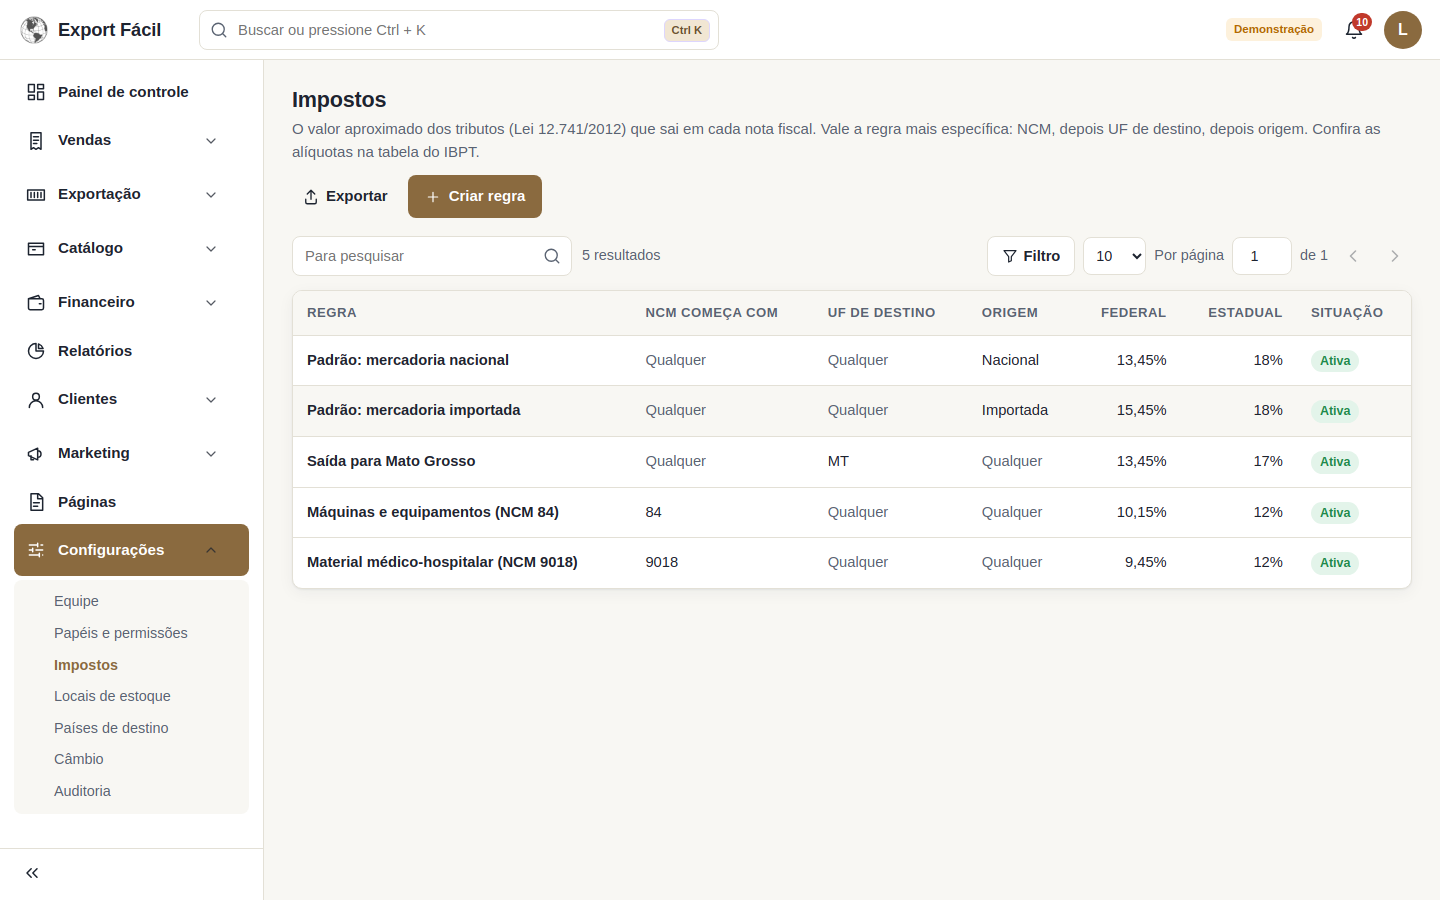 Export Fácil
Buscar ou pressione Ctrl + K
Ctrl K
Demonstração
10
L
Painel de controle
Vendas
Exportação
Catálogo
Financeiro
Relatórios
Clientes
Marketing
Páginas
Configurações
Equipe
Papéis e permissões
Impostos
Locais de estoque
Países de destino
Câmbio
Auditoria
Impostos
O valor aproximado dos tributos (Lei 12.741/2012) que sai em cada nota fiscal. Vale a regra mais específica: NCM, depois UF de destino, depois origem. Confira as
alíquotas na tabela do IBPT.
Exportar
Criar regra
Para pesquisar
5 resultados
Filtro
10
Por página
1
de 1
REGRA NCM COMEÇA COM UF DE DESTINO ORIGEM FEDERAL ESTADUAL SITUAÇÃO
Padrão: mercadoria nacional Qualquer Qualquer Nacional 13,45% 18% Ativa
Padrão: mercadoria importada Qualquer Qualquer Importada 15,45% 18% Ativa
Saída para Mato Grosso Qualquer MT Qualquer 13,45% 17% Ativa
Máquinas e equipamentos (NCM 84) 84 Qualquer Qualquer 10,15% 12% Ativa
Material médico-hospitalar (NCM 9018) 9018 Qualquer Qualquer 9,45% 12% Ativa